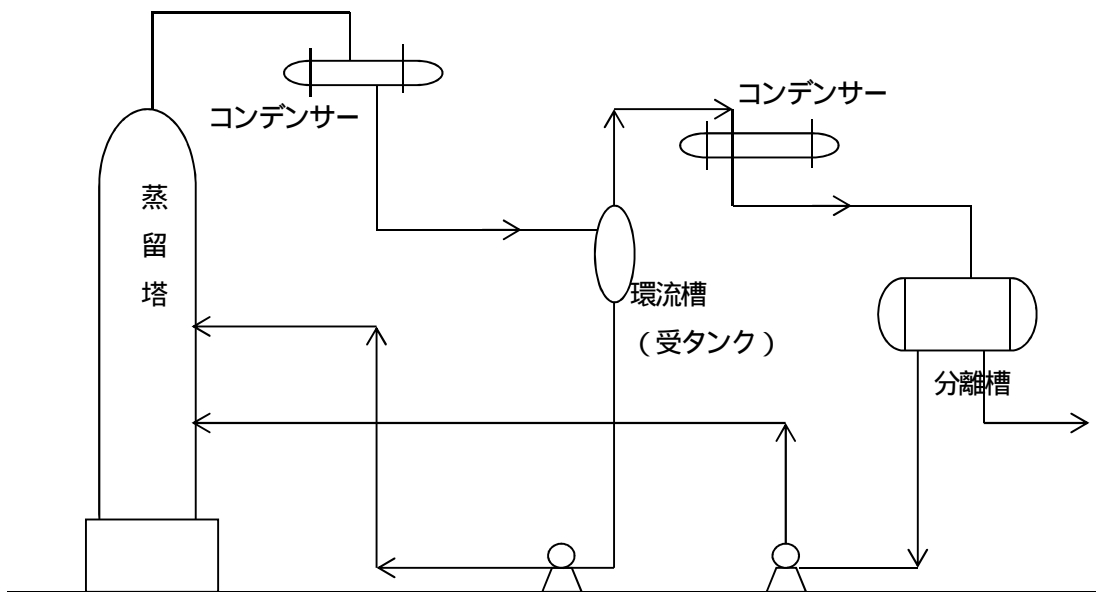 コンデンサー
コンデンサー
蒸
留
塔
環流槽
（受タンク）
分離槽